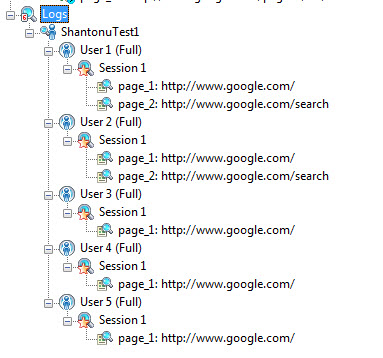 Logs
ShantonuTest1
User 1 (Full)
Session 1
page_1: http://www.google.com/
page_2: http://www.google.com/search
User 2 (Full)
Session 1
page_1: http://www.google.com/
page_2: http://www.google.com/search
User 3 (Full)
Session 1
page_1: http://www.google.com/
User 4 (Full)
Session 1
page_1: http://www.google.com/
User 5 (Full)
Session 1
page_1: http://www.google.com/